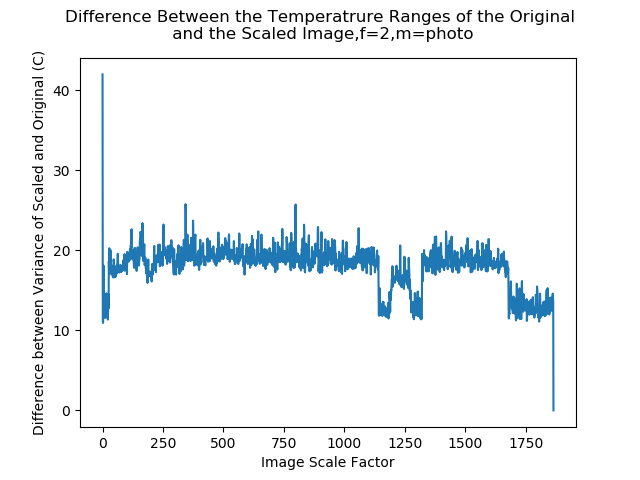 Difference Between the Temperatrure Ranges of the Original
and the Scaled Image,f=2,m=photo
Difference between Variance of Scaled and Original (C)
40
30
20
10
0
0 250 500 750 1000 1250 1500 1750
Image Scale Factor